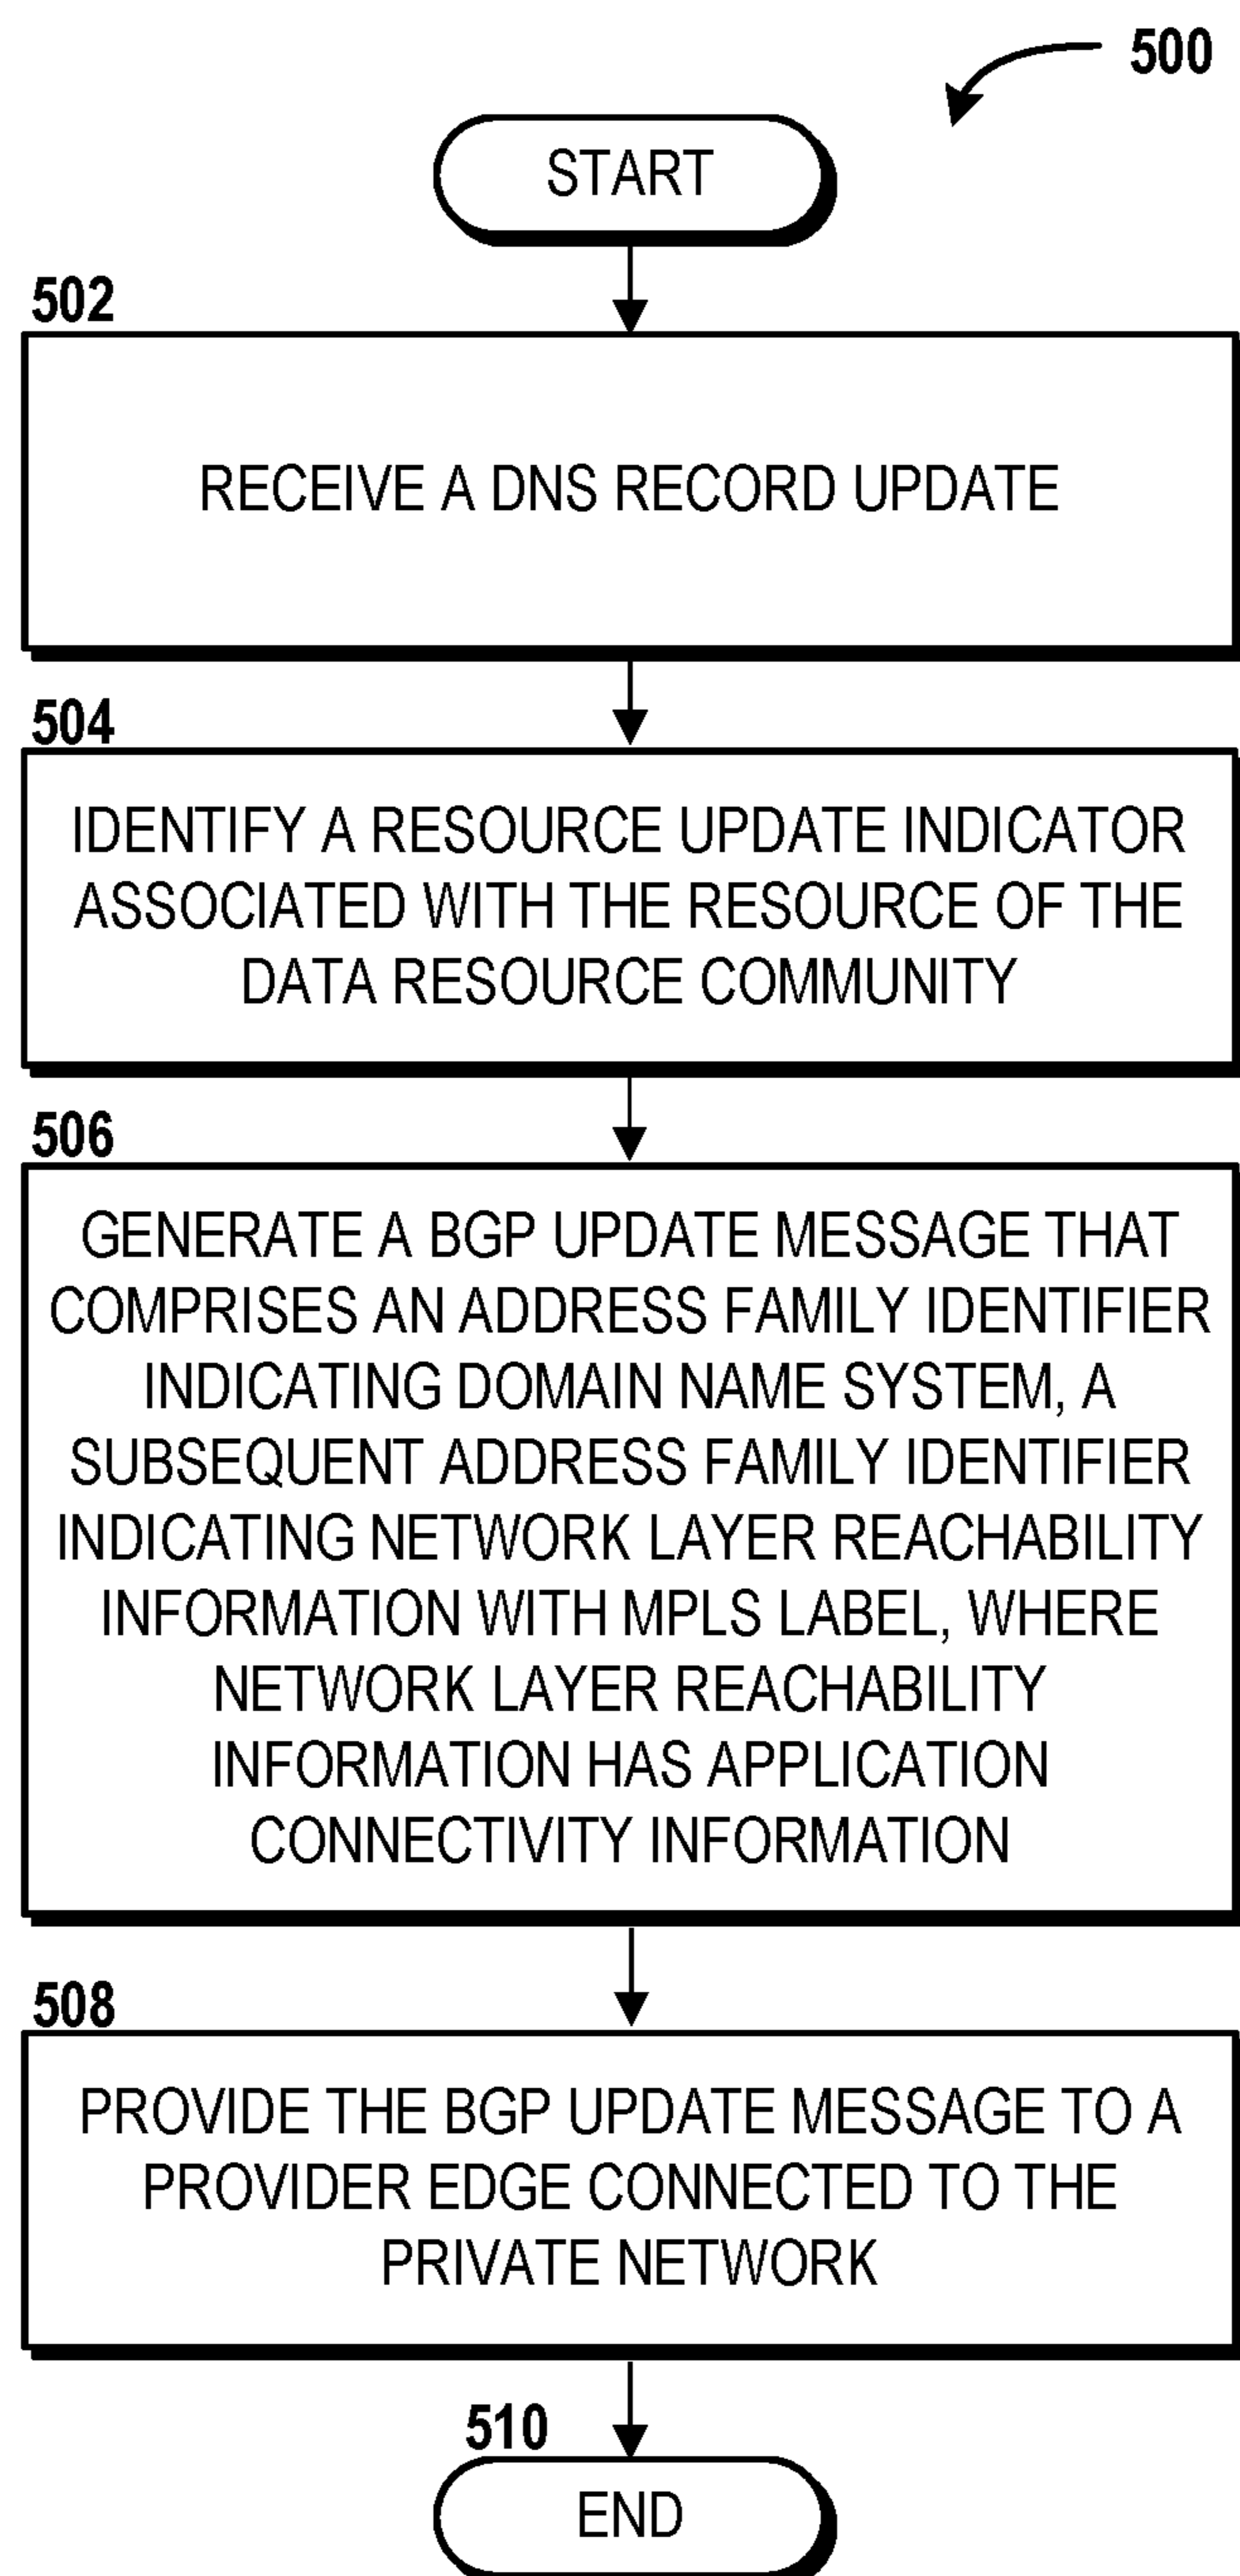 500
START
502
RECEIVE A DNS RECORD UPDATE
504
IDENTIFY A RESOURCE UPDATE INDICATOR
ASSOCIATED WITH THE RESOURCE OF THE
DATA RESOURCE COMMUNITY
506
GENERATE A BGP UPDATE MESSAGE THAT
COMPRISES AN ADDRESS FAMILY IDENTIFIER
INDICATING DOMAIN NAME SYSTEM, A
SUBSEQUENT ADDRESS FAMILY IDENTIFIER
INDICATING NETWORK LAYER REACHABILITY
INFORMATION WITH MPLS LABEL, WHERE
NETWORK LAYER REACHABILITY
INFORMATION HAS APPLICATION
CONNECTIVITY INFORMATION
508
PROVIDE THE BGP UPDATE MESSAGE TO A
PROVIDER EDGE CONNECTED TO THE
PRIVATE NETWORK
510
END